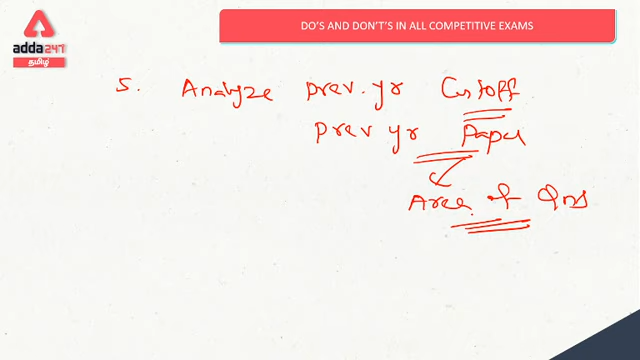 adda247
தமிழ்
DO'S AND DON'T'S IN ALL COMPETITIVE EXAMS
5. Analyze prev. yr Cutoff
prev yr Paper
Area of Qns